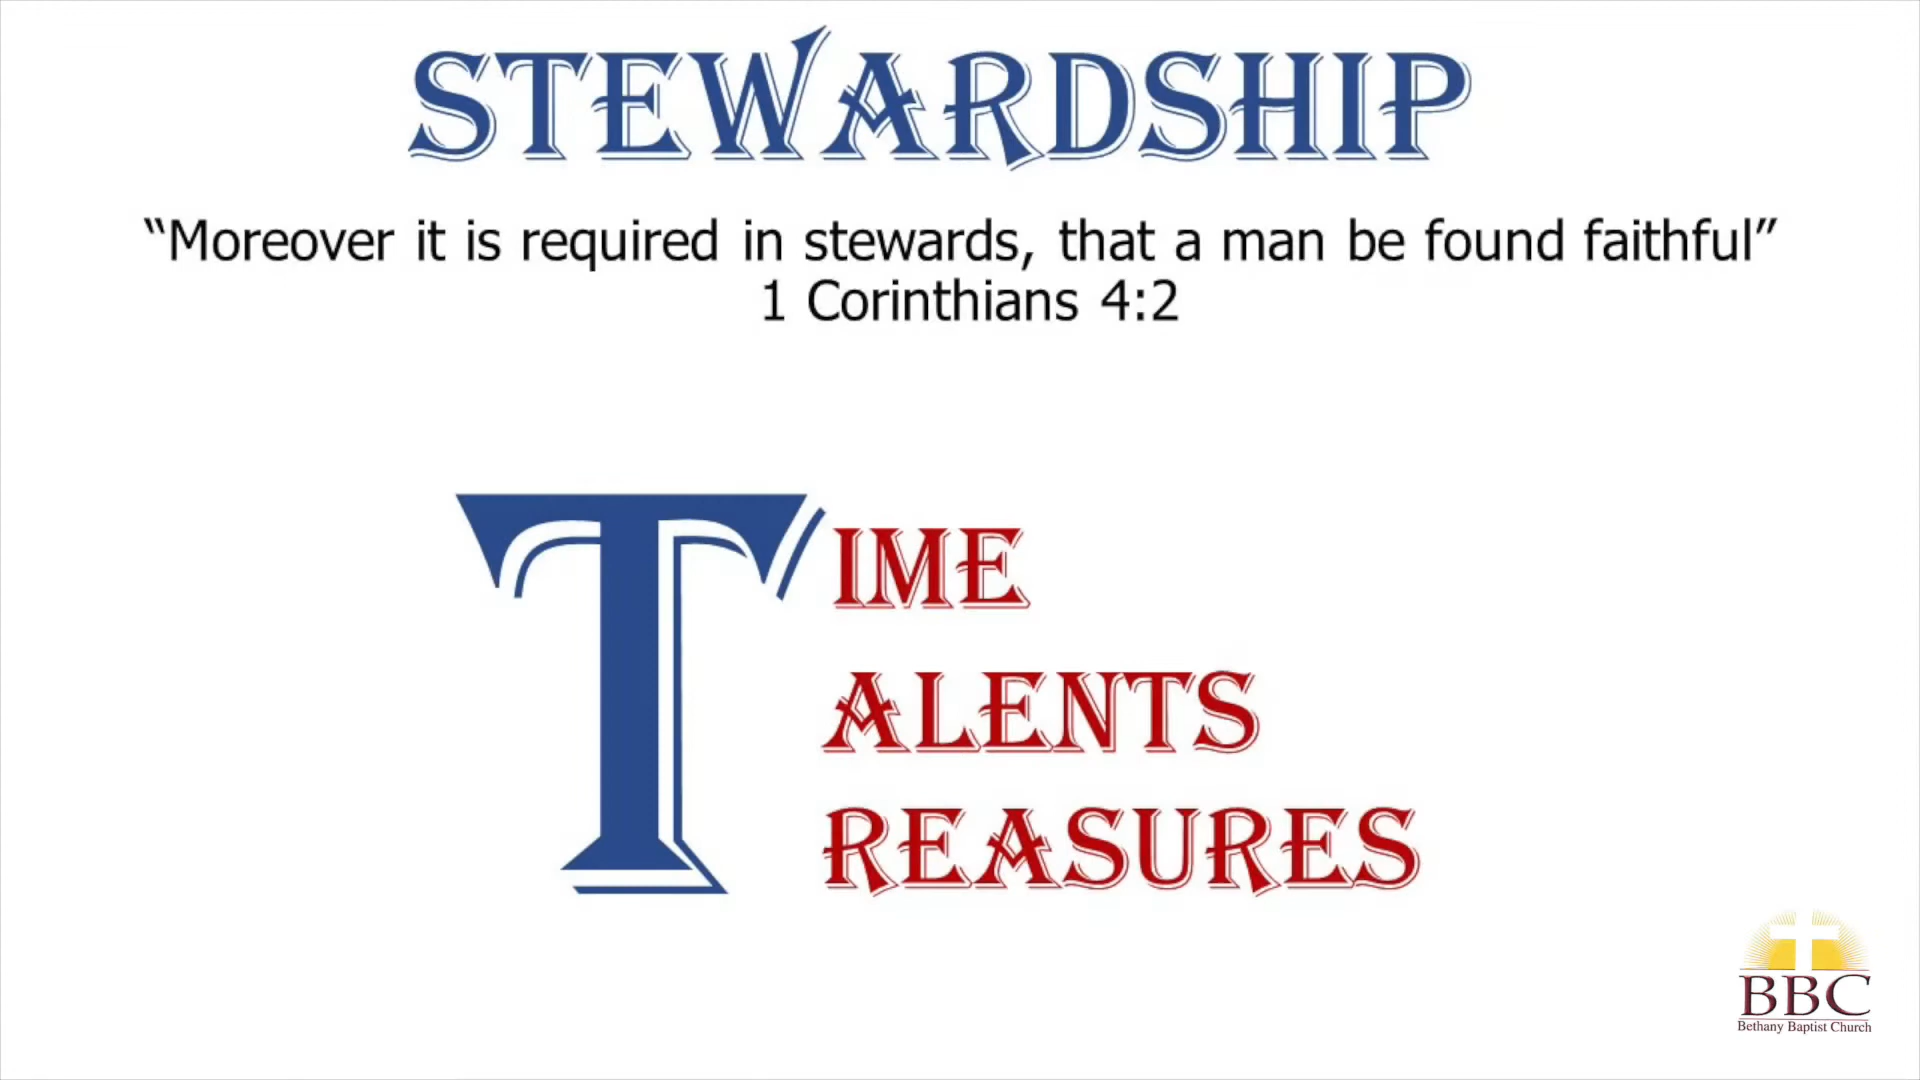 STEWARDSHIP
“Moreover it is required in stewards, that a man be found faithful”
1 Corinthians 4:2
TIME
TALENTS
TREASURES
BBC
Bethany Baptist Church